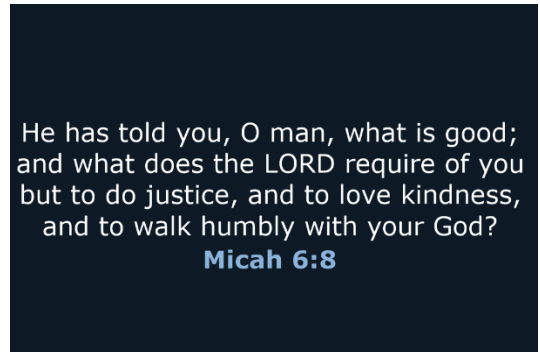 He has told you, O man, what is good;
and what does the LORD require of you
but to do justice, and to love kindness,
and to walk humbly with your God?
Micah 6:8